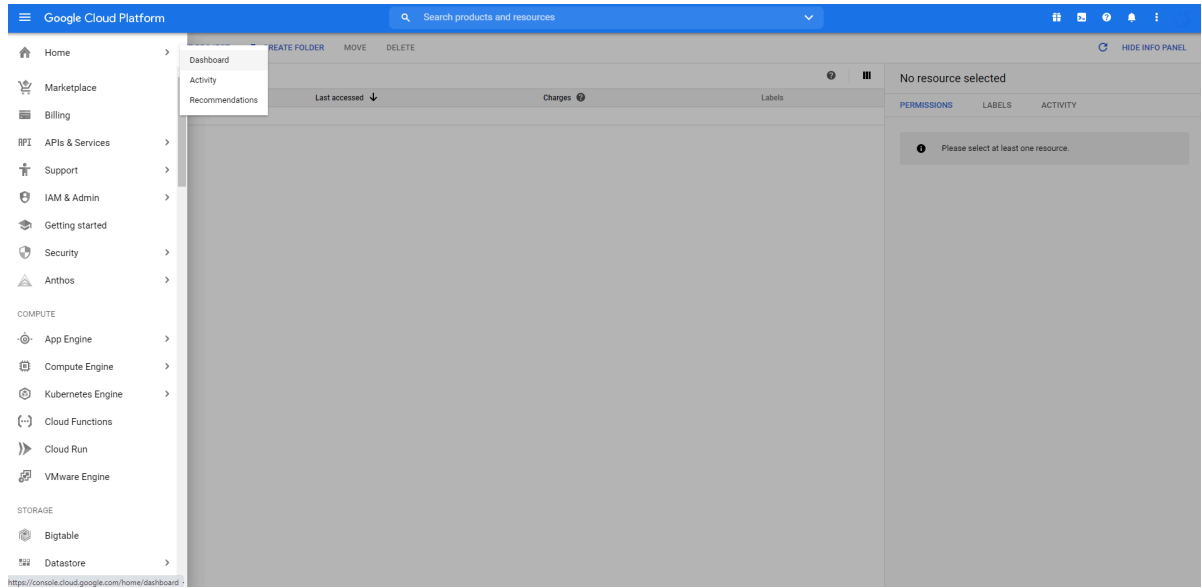 Google Cloud Platform
Search products and resources
Home
Marketplace
Billing
API APIs & Services
Support
IAM & Admin
Getting started
Security
Anthos
COMPUTE
App Engine
Compute Engine
Kubernetes Engine
Cloud Functions
Cloud Run
VMware Engine
STORAGE
Bigtable
Datastore
https://console.cloud.google.com/home/dashboard
Dashboard
Activity
Recommendations
CREATE FOLDER MOVE DELETE
HIDE INFO PANEL
Last accessed Charges Labels
No resource selected
PERMISSIONS LABELS ACTIVITY
Please select at least one resource.